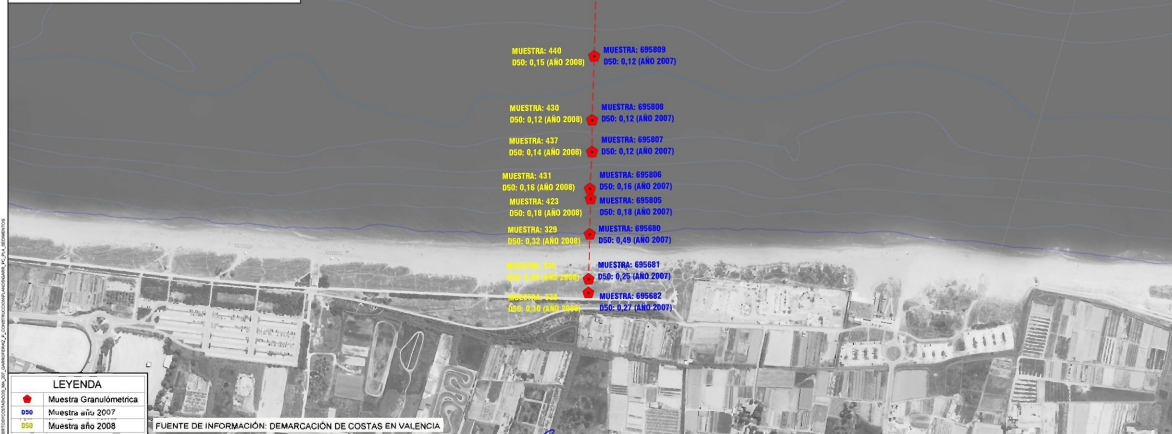 MUESTRA: 440
D50: 0,15 (AÑO 2008)
MUESTRA: 695809
D50: 0,12 (AÑO 2007)
MUESTRA: 430
D50: 0,12 (AÑO 2008)
MUESTRA: 695808
D50: 0,12 (AÑO 2007)
MUESTRA: 437
D50: 0,14 (AÑO 2008)
MUESTRA: 695807
D50: 0,12 (AÑO 2007)
MUESTRA: 431
D50: 0,16 (AÑO 2008)
MUESTRA: 695806
D50: 0,16 (AÑO 2007)
MUESTRA: 423
D50: 0,18 (AÑO 2008)
MUESTRA: 695805
D50: 0,18 (AÑO 2007)
MUESTRA: 329
D50: 0,32 (AÑO 2008)
MUESTRA: 695680
D50: 0,49 (AÑO 2007)
MUESTRA: 695681
D50: 0,25 (AÑO 2007)
MUESTRA: 695682
D50: 0,27 (AÑO 2007)
LEYENDA
Muestra Granulómetrica
D50 Muestra año 2007
D50 Muestra año 2008
FUENTE DE INFORMACIÓN: DEMARCACIÓN DE COSTAS EN VALENCIA